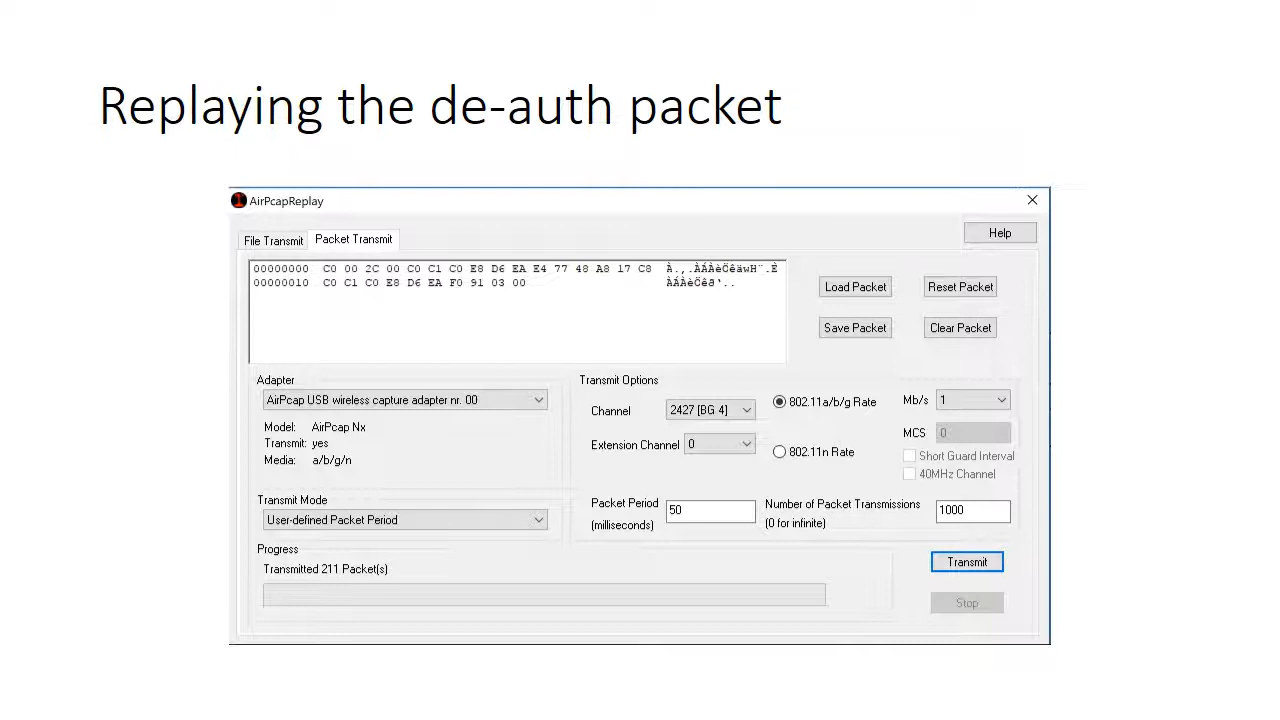 Replaying the de-auth packet
AirPcapReplay
File Transmit
Packet Transmit
Help
00000000 C0 00 2C 00 C0 C1 C0 E8 D6 EA E4 77 48 A8 17 C8 À.,.ÀÁÀèÖêäwH¨.È
00000010 C0 C1 C0 E8 D6 EA F0 91 03 00 ÀÁÀèÖêð'..
Load Packet
Reset Packet
Save Packet
Clear Packet
Adapter
AirPcap USB wireless capture adapter nr. 00
Model: AirPcap Nx
Transmit: yes
Media: a/b/g/n
Transmit Mode
User-defined Packet Period
Transmit Options
Channel 2427 [BG 4]
Extension Channel 0
802.11a/b/g Rate
802.11n Rate
Mb/s 1
MCS 0
Short Guard Interval
40MHz Channel
Packet Period
(milliseconds)
50
Number of Packet Transmissions
(0 for infinite)
1000
Progress
Transmitted 211 Packet(s)
Transmit
Stop